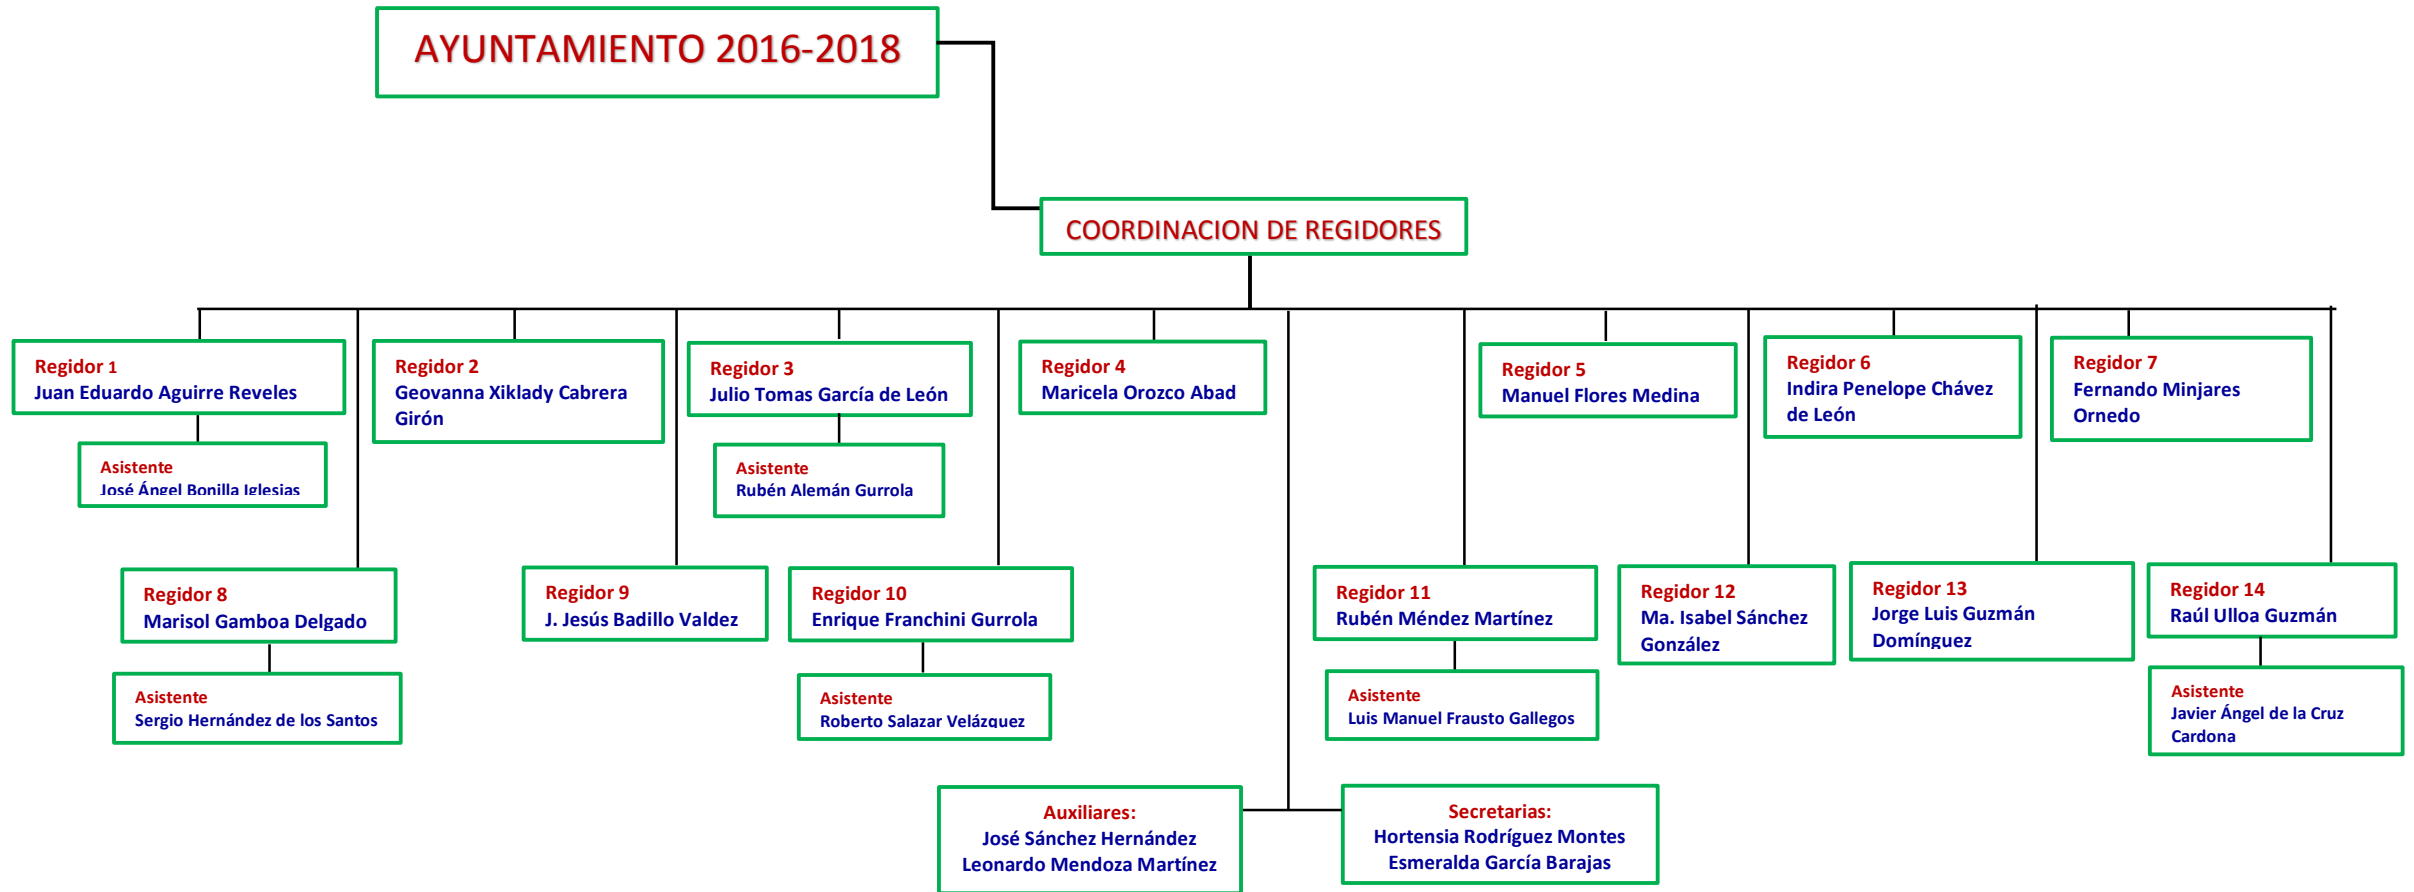 AYUNTAMIENTO 2016-2018
COORDINACION DE REGIDORES
Regidor 1
Juan Eduardo Aguirre Reveles
Regidor 2
Geovanna Xiklady Cabrera
Girón
Regidor 3
Julio Tomas García de León
Regidor 4
Maricela Orozco Abad
Regidor 5
Manuel Flores Medina
Regidor 6
Indira Penelope Chávez
de León
Regidor 7
Fernando Minjares
Ornedo
Asistente
José Ángel Bonilla Iglesias
Asistente
Rubén Alemán Gurrola
Regidor 8
Marisol Gamboa Delgado
Regidor 9
J. Jesús Badillo Valdez
Regidor 10
Enrique Franchini Gurrola
Regidor 11
Rubén Méndez Martínez
Regidor 12
Ma. Isabel Sánchez
González
Regidor 13
Jorge Luis Guzmán
Domínguez
Regidor 14
Raúl Ulloa Guzmán
Asistente
Sergio Hernández de los Santos
Asistente
Roberto Salazar Velázquez
Asistente
Luis Manuel Frausto Gallegos
Asistente
Javier Ángel de la Cruz
Cardona
Auxiliares:
José Sánchez Hernández
Leonardo Mendoza Martínez
Secretarias:
Hortensia Rodríguez Montes
Esmeralda García Barajas